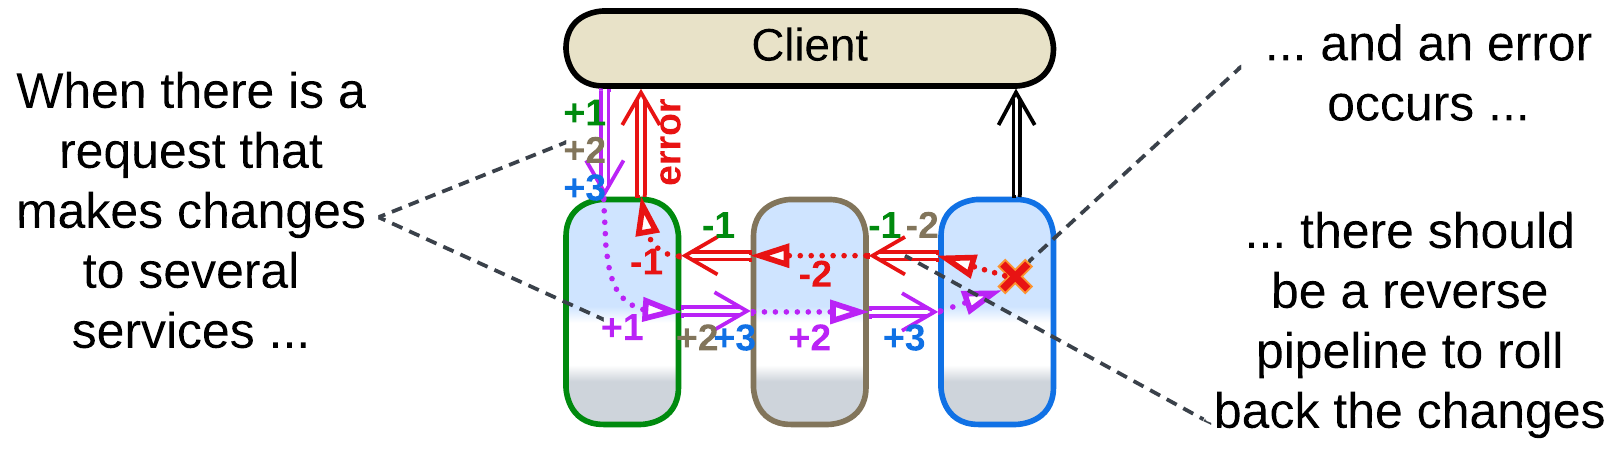 Client
When there is a
request that
makes changes
to several
services ...
... and an error
occurs ...
... there should
be a reverse
pipeline to roll
back the changes
+1
+2
+3
error
-1
-1 -2
-1
-2
+1
+2+3
+2
+3